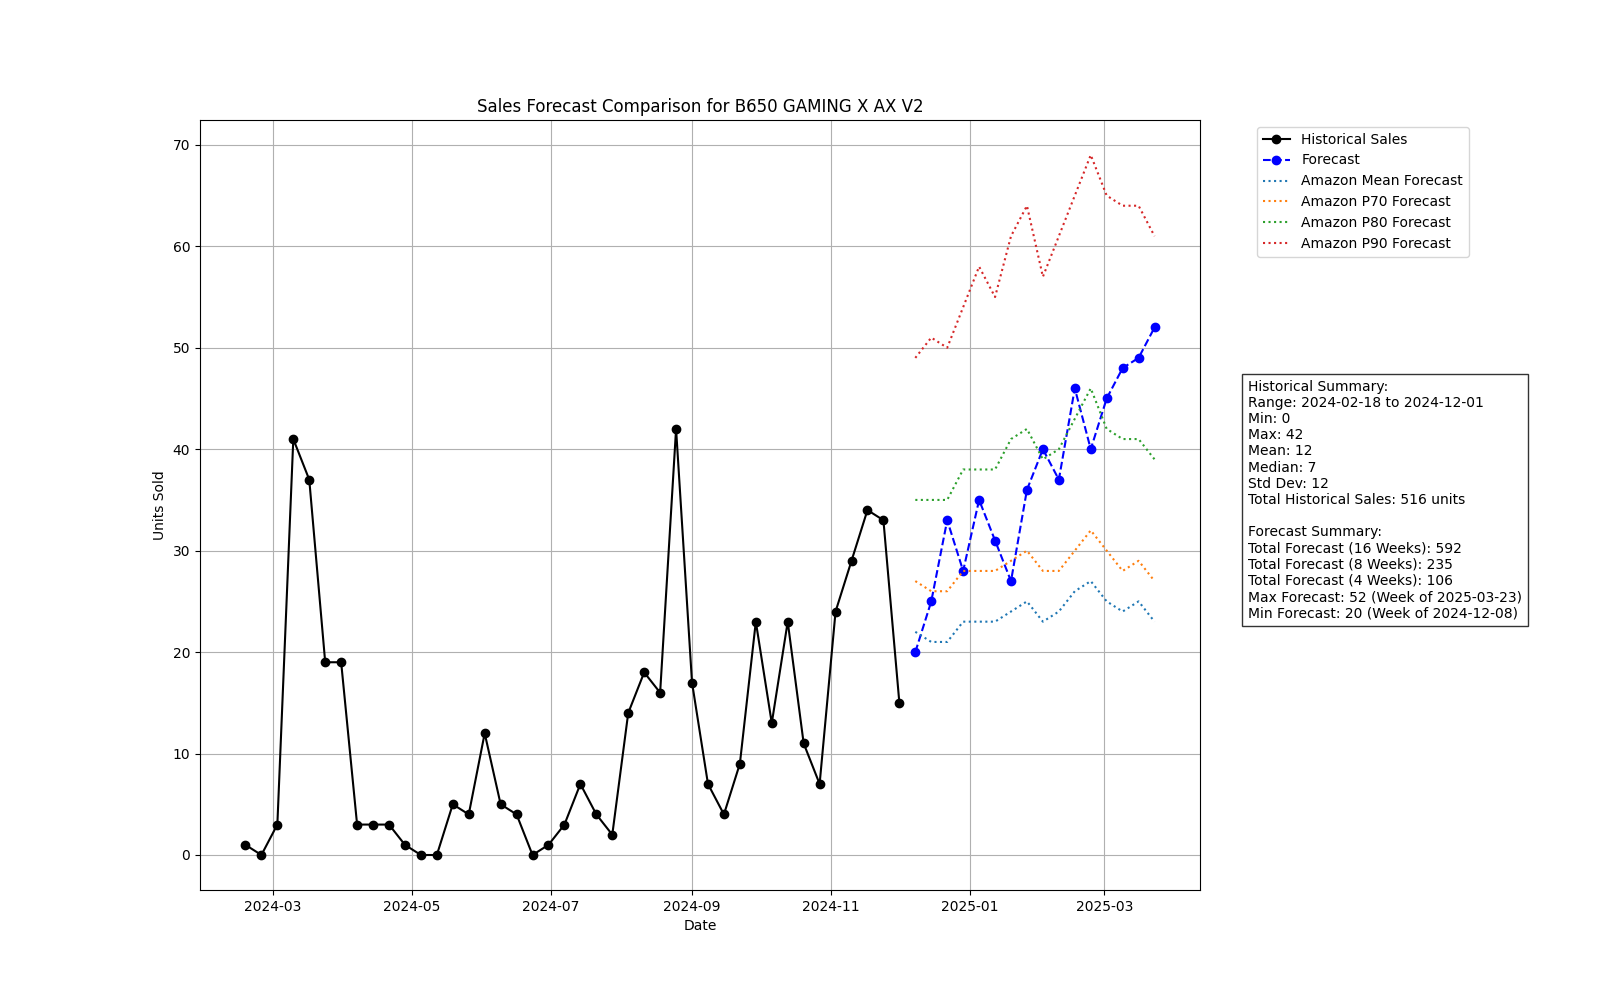 Sales Forecast Comparison for B650 GAMING X AX V2
70
60
50
40
30
20
10
0
Units Sold
2024-03
2024-05
2024-07
2024-09
2024-11
2025-01
2025-03
Date
Historical Sales
Forecast
Amazon Mean Forecast
Amazon P70 Forecast
Amazon P80 Forecast
Amazon P90 Forecast
Historical Summary:
Range: 2024-02-18 to 2024-12-01
Min: 0
Max: 42
Mean: 12
Median: 7
Std Dev: 12
Total Historical Sales: 516 units
Forecast Summary:
Total Forecast (16 Weeks): 592
Total Forecast (8 Weeks): 235
Total Forecast (4 Weeks): 106
Max Forecast: 52 (Week of 2025-03-23)
Min Forecast: 20 (Week of 2024-12-08)